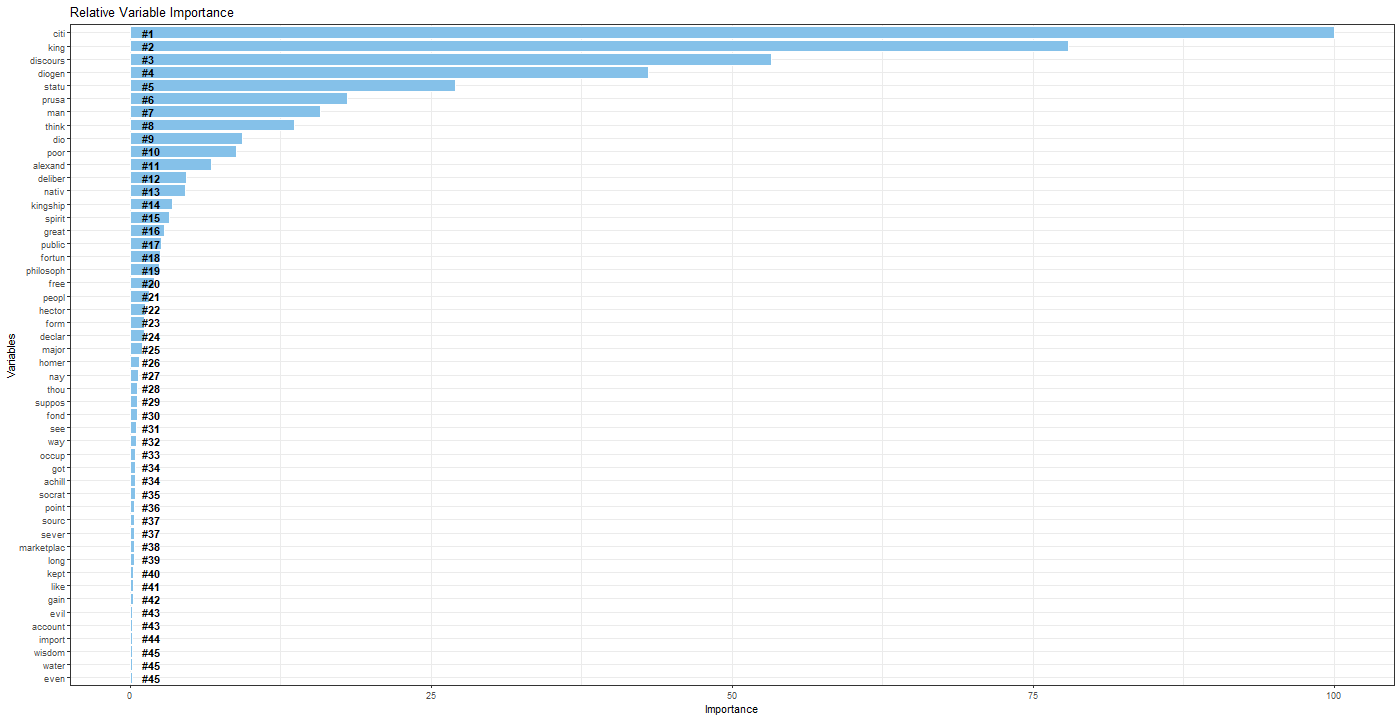 Relative Variable Importance
citi #1
king #2
discours #3
diogen #4
statu #5
prusa #6
man #7
think #8
dio #9
poor #10
alexand #11
deliber #12
nativ #13
kingship #14
spirit #15
great #16
public #17
fortun #18
philosoph #19
free #20
peopl #21
hector #22
form #23
declar #24
major #25
homer #26
nay #27
thou #28
suppos #29
fond #30
see #31
way #32
occup #33
got #34
achill #34
socrat #35
point #36
sourc #37
sever #37
marketplac #38
long #39
kept #40
like #41
gain #42
evil #43
account #43
import #44
wisdom #45
water #45
even #45
Variables
0 25 50 75 100
Importance